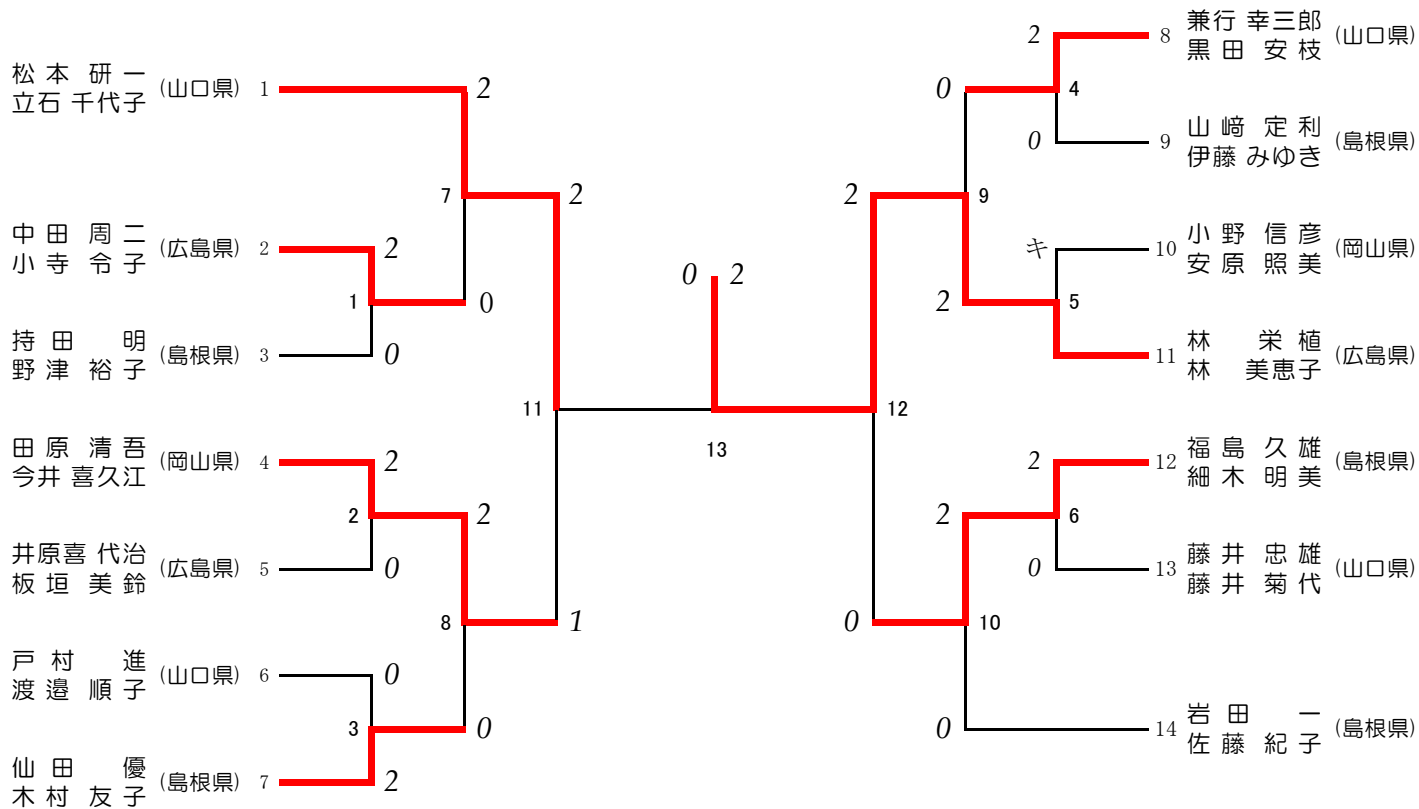 松本 研一
立石 千代子
(山口県) 1
2
中田 周二
小寺 令子
(広島県) 2
2
7
2
1
0
持田 明
野津 裕子
(島根県) 3
0
11
田原 清吾
今井 喜久江
(岡山県) 4
2
2
2
井原喜 代治
板垣 美鈴
(広島県) 5
0
8
1
戸村 進
渡邉 順子
(山口県) 6
0
3
0
仙田 優
木村 友子
(島根県) 7
2
0 2
13
2
8
兼行 幸三郎
黒田 安枝
(山口県)
0
4
0
9
山﨑 定利
伊藤 みゆき
(島根県)
2
9
キ
10
小野 信彦
安原 照美
(岡山県)
2
5
11
林 栄植
林 美恵子
(広島県)
12
2
12
福島 久雄
細木 明美
(島根県)
2
6
0
13
藤井 忠雄
藤井 菊代
(山口県)
0
10
0
14
岩田 一
佐藤 紀子
(島根県)